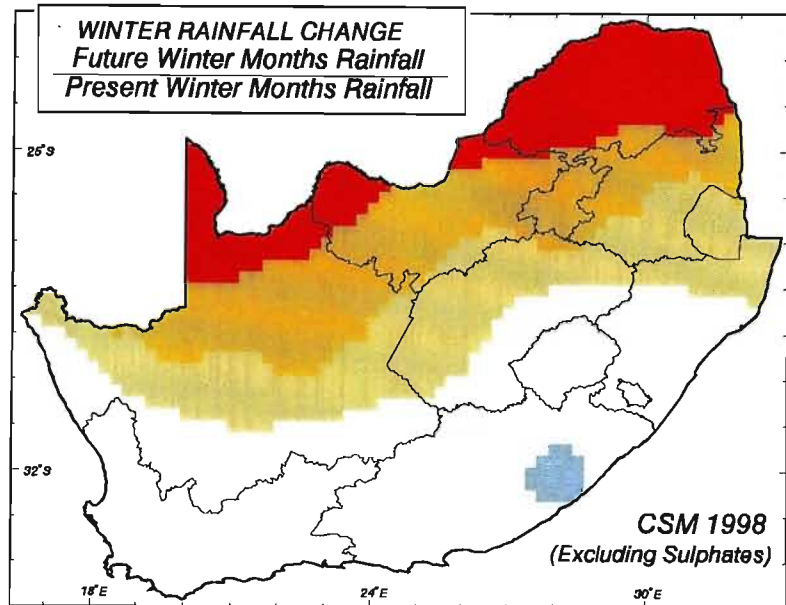 WINTER RAINFALL CHANGE
Future Winter Months Rainfall
Present Winter Months Rainfall
25°S
32°S
CSM 1998
(Excluding Sulphates)
18°E
24°E
30°E